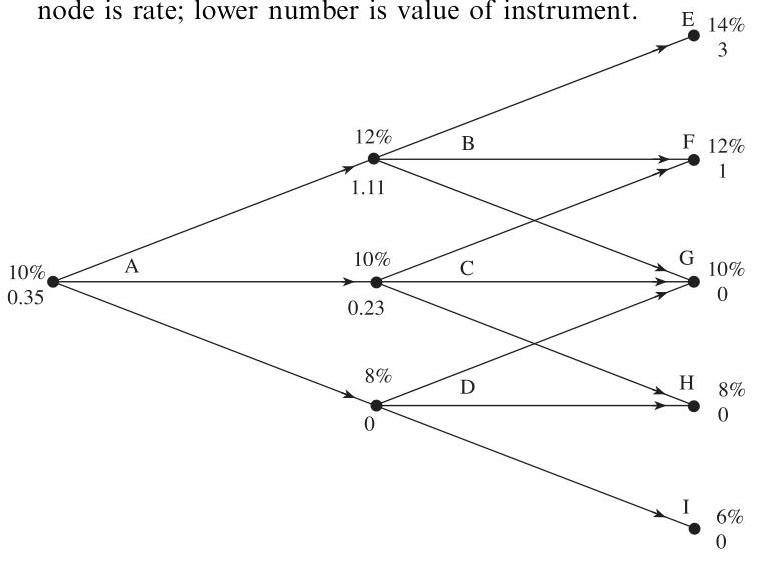 node is rate; lower number is value of instrument.
E 14%
3
12%
B
F 12%
1
1.11
10%
A
0.35
10%
C
0.23
G 10%
0
8%
D
0
H 8%
0
I 6%
0